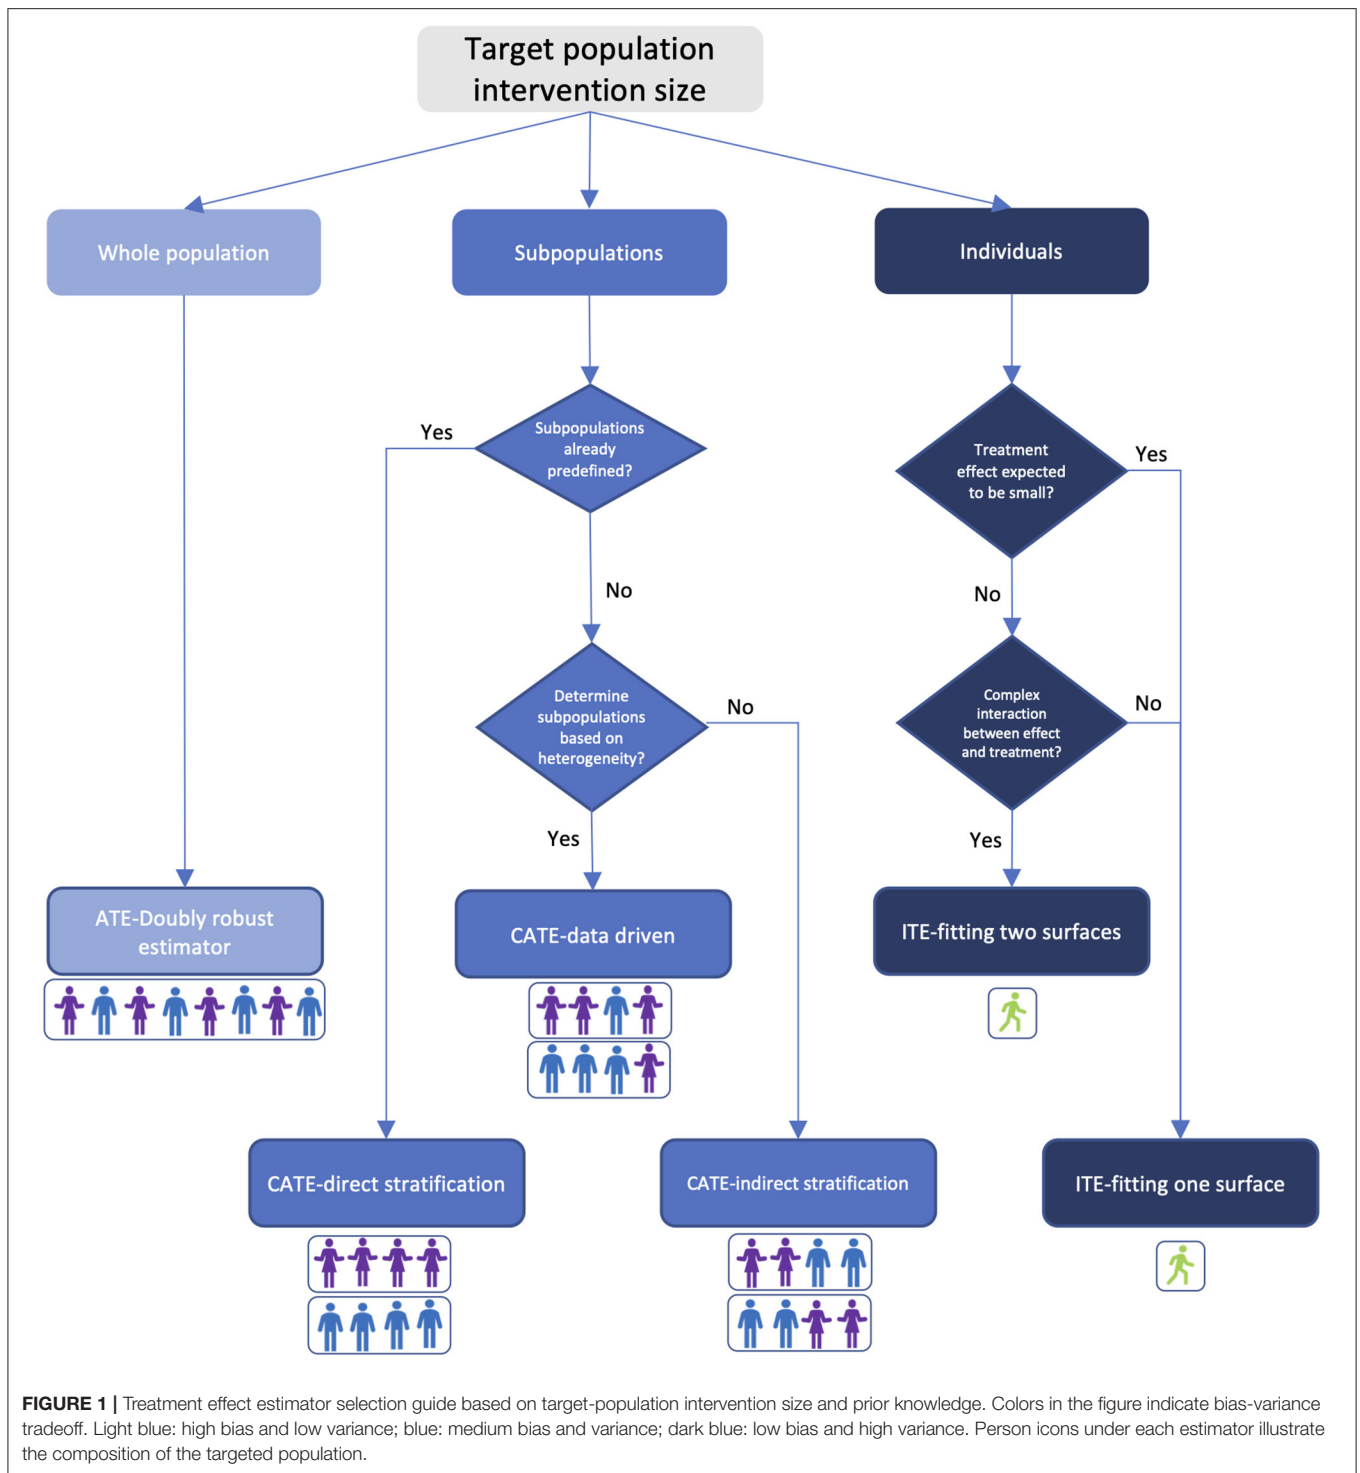 Target population
intervention size
Whole population
Subpopulations
Individuals
Yes
Subpopulations
already
predefined?
Treatment
effect expected
to be small?
Yes
No
No
Determine
subpopulations
based on
heterogeneity?
No
Complex
interaction
between effect
and treatment?
No
Yes
Yes
ATE-Doubly robust
estimator
CATE-data driven
ITE-fitting two surfaces
CATE-direct stratification
CATE-indirect stratification
ITE-fitting one surface
FIGURE 1 | Treatment effect estimator selection guide based on target-population intervention size and prior knowledge. Colors in the figure indicate bias-variance
tradeoff. Light blue: high bias and low variance; blue: medium bias and variance; dark blue: low bias and high variance. Person icons under each estimator illustrate
the composition of the targeted population.